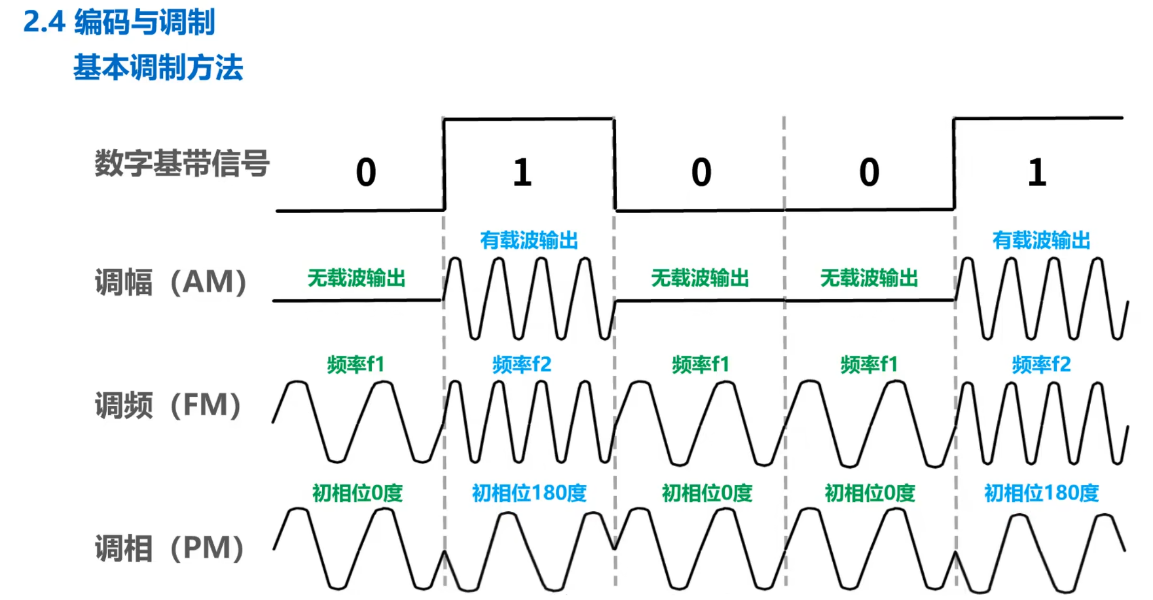 2.4 编码与调制
基本调制方法
数字基带信号 0 1 0 0 1
有载波输出 有载波输出
调幅（AM） 无载波输出 无载波输出 无载波输出
频率f1 频率f2 频率f1 频率f1 频率f2
调频（FM）
初相位0度 初相位180度 初相位0度 初相位0度 初相位180度
调相（PM）